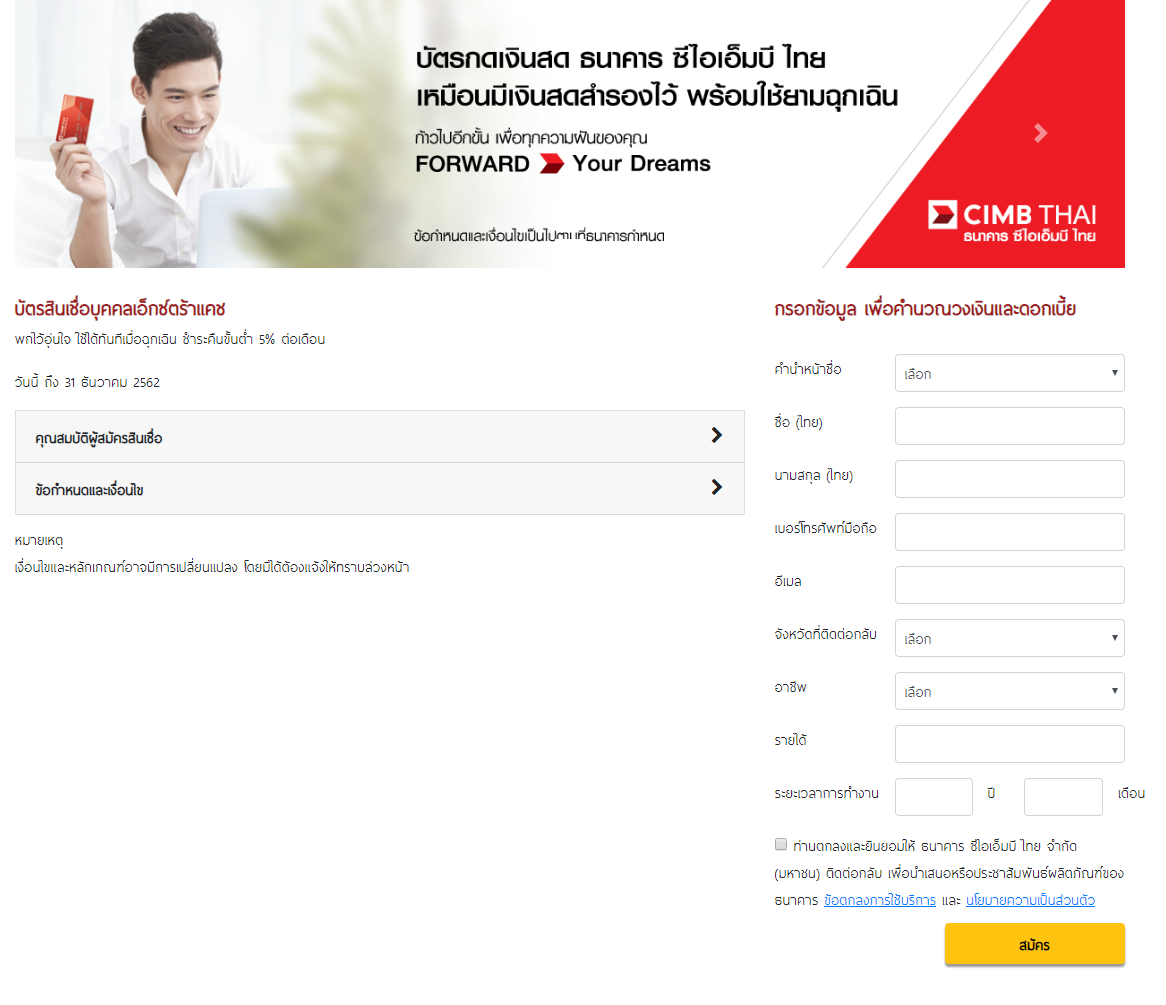 บัตรกดเงินสด ธนาคาร ซีไอเอ็มบี ไทย
เหมือนมีเงินสดสำรองไว้ พร้อมใช้ยามฉุกเฉิน
ก้าวไปอีกขั้น เพื่อทุกความฝันของคุณ
FORWARD Your Dreams
ข้อกำหนดและเงื่อนไขเป็นไปตามที่ธนาคารกำหนด
CIMB THAI
ธนาคาร ซีไอเอ็มบี ไทย
บัตรสินเชื่อบุคคลเอ็กซ์ตร้าแคช
พกไว้อุ่นใจ ใช้ได้ทันทีเมื่อฉุกเฉิน ชำระคืนขั้นต่ำ 5% ต่อเดือน
วันนี้ ถึง 31 ธันวาคม 2562
คุณสมบัติผู้สมัครสินเชื่อ
ข้อกำหนดและเงื่อนไข
หมายเหตุ
เงื่อนไขและหลักเกณฑ์อาจมีการเปลี่ยนแปลง โดยมิได้ต้องแจ้งให้ทราบล่วงหน้า
กรอกข้อมูล เพื่อคำนวณวงเงินและดอกเบี้ย
คำนำหน้าชื่อ เลือก
ชื่อ (ไทย)
นามสกุล (ไทย)
เบอร์โทรศัพท์มือถือ
อีเมล
จังหวัดที่ติดต่อกลับ เลือก
อาชีพ เลือก
รายได้
ระยะเวลาการทำงาน ปี เดือน
ท่านตกลงและยินยอมให้ ธนาคาร ซีไอเอ็มบี ไทย จำกัด
(มหาชน) ติดต่อกลับ เพื่อนำเสนอหรือประชาสัมพันธ์ผลิตภัณฑ์ของ
ธนาคาร ข้อตกลงการใช้บริการ และ นโยบายความเป็นส่วนตัว
สมัคร